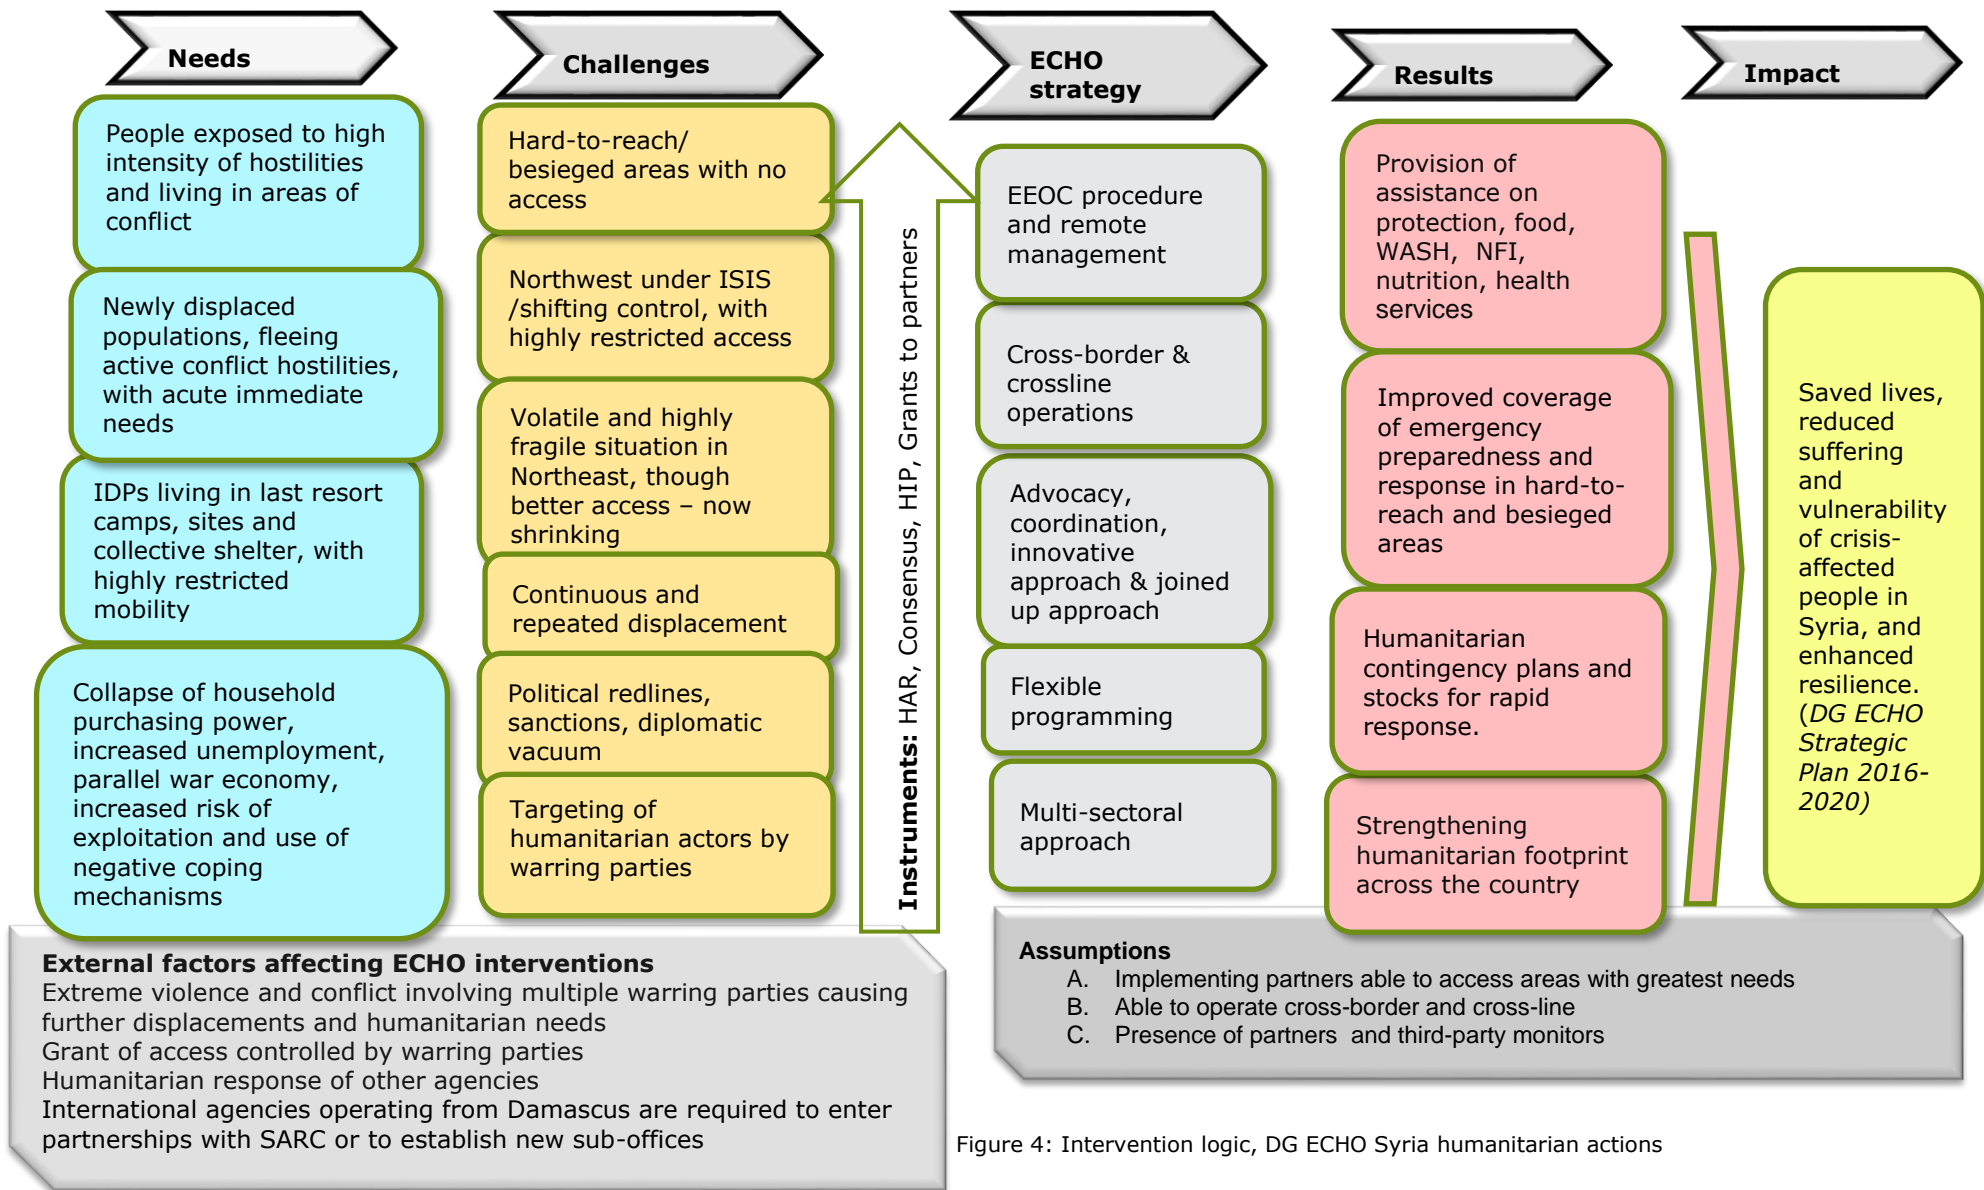 Needs
People exposed to high
intensity of hostilities
and living in areas of
conflict
Newly displaced
populations, fleeing
active conflict hostilities,
with acute immediate
needs
IDPs living in last resort
camps, sites and
collective shelter, with
highly restricted
mobility
Collapse of household
purchasing power,
increased unemployment,
parallel war economy,
increased risk of
exploitation and use of
negative coping
mechanisms
Challenges
Hard-to-reach/
besieged areas with no
access
Northwest under ISIS
/shifting control, with
highly restricted access
Volatile and highly
fragile situation in
Northeast, though
better access – now
shrinking
Continuous and
repeated displacement
Political redlines,
sanctions, diplomatic
vacuum
Targeting of
humanitarian actors by
warring parties
Instruments: HAR, Consensus, HIP, Grants to partners
ECHO
strategy
EEOC procedure
and remote
management
Cross-border &
crossline
operations
Advocacy,
coordination,
innovative
approach & joined
up approach
Flexible
programming
Multi-sectoral
approach
Results
Provision of
assistance on
protection, food,
WASH, NFI,
nutrition, health
services
Improved coverage
of emergency
preparedness and
response in hard-to-
reach and besieged
areas
Humanitarian
contingency plans and
stocks for rapid
response.
Strengthening
humanitarian footprint
across the country
Impact
Saved lives,
reduced
suffering
and
vulnerability
of crisis-
affected
people in
Syria, and
enhanced
resilience.
(DG ECHO
Strategic
Plan 2016-
2020)
External factors affecting ECHO interventions
Extreme violence and conflict involving multiple warring parties causing
further displacements and humanitarian needs
Grant of access controlled by warring parties
Humanitarian response of other agencies
International agencies operating from Damascus are required to enter
partnerships with SARC or to establish new sub-offices
Assumptions
A. Implementing partners able to access areas with greatest needs
B. Able to operate cross-border and cross-line
C. Presence of partners and third-party monitors
Figure 4: Intervention logic, DG ECHO Syria humanitarian actions